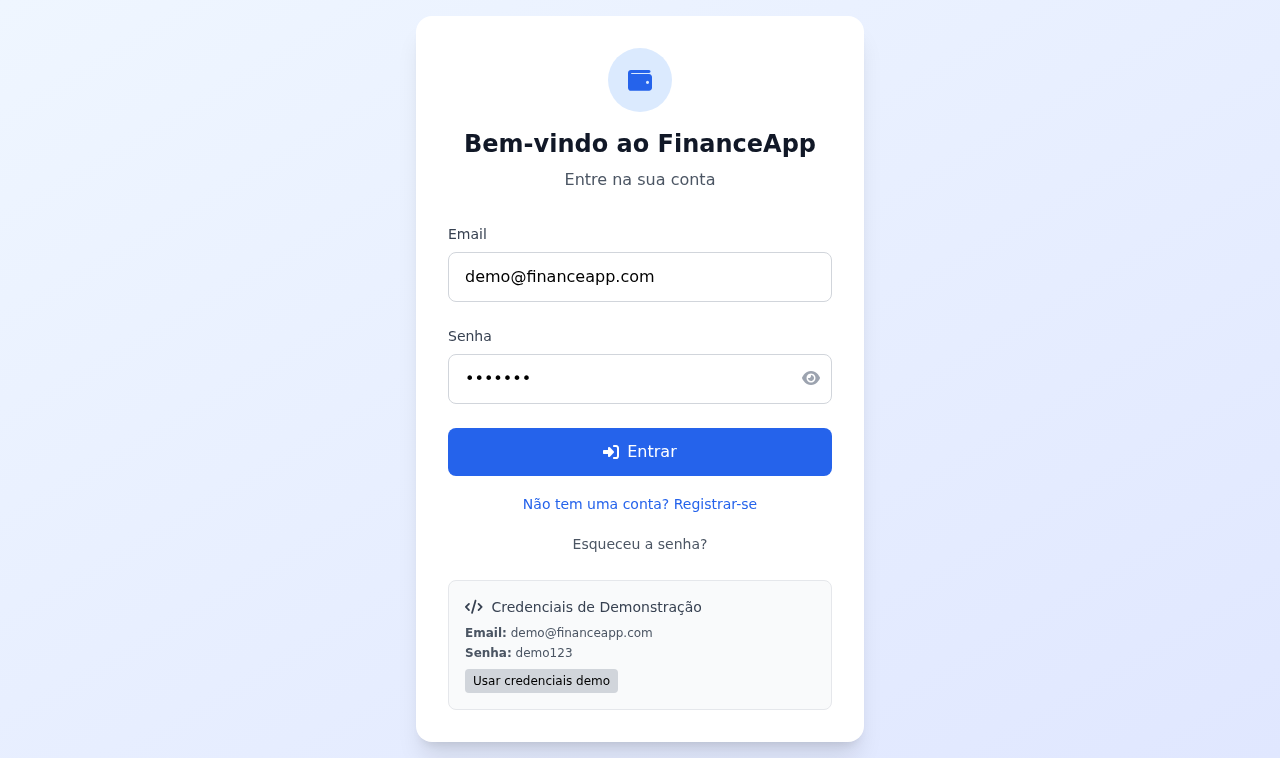 Bem-vindo ao FinanceApp
Entre na sua conta
Email
demo@financeapp.com
Senha
•••••••
Entrar
Não tem uma conta? Registrar-se
Esqueceu a senha?
Credenciais de Demonstração
Email: demo@financeapp.com
Senha: demo123
Usar credenciais demo